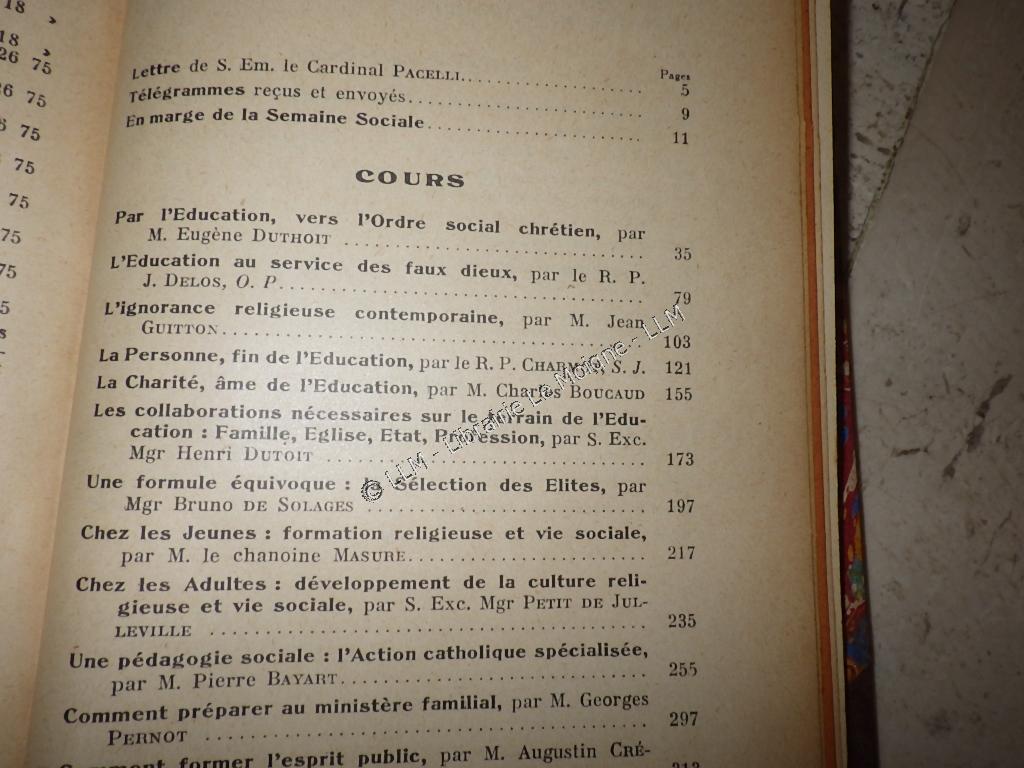 18 »
18 »
26 75
26 75
75
75
75
75
75
5
Pages
Lettre de S. Em. le Cardinal PACELLI.......................... 5
Télégrammes reçus et envoyés.......................... 9
En marge de la Semaine Sociale.......................... 11
COURS
Par l'Education, vers l'Ordre social chrétien, par
M. Eugène DUTHOIT .......................... 35
L'Education au service des faux dieux, par le R. P.
J. DELOS, O. P.......................... 79
L'ignorance religieuse contemporaine, par M. Jean
GUITTON.......................... 103
La Personne, fin de l'Education, par le R. P. CHARMOT, S. J. 121
La Charité, âme de l'Education, par M. Charles BOUCAUD 155
Les collaborations nécessaires sur le terrain de l'Edu-
cation : Famille, Eglise, Etat, Profession, par S. Exc.
Mgr Henri DUTOIT .......................... 173
Une formule équivoque : la Sélection des Elites, par
Mgr Bruno DE SOLAGES .......................... 197
Chez les Jeunes : formation religieuse et vie sociale,
par M. le chanoine MASURE.......................... 217
Chez les Adultes : développement de la culture reli-
gieuse et vie sociale, par S. Exc. Mgr PETIT DE JUL-
LEVILLE .......................... 235
Une pédagogie sociale : l'Action catholique spécialisée,
par M. Pierre BAYART.......................... 255
Comment préparer au ministère familial, par M. Georges
PERNOT .......................... 297
Comment former l'esprit public, par M. Augustin CRÉ-
© LLM - Librairie Le Moigne - LLM